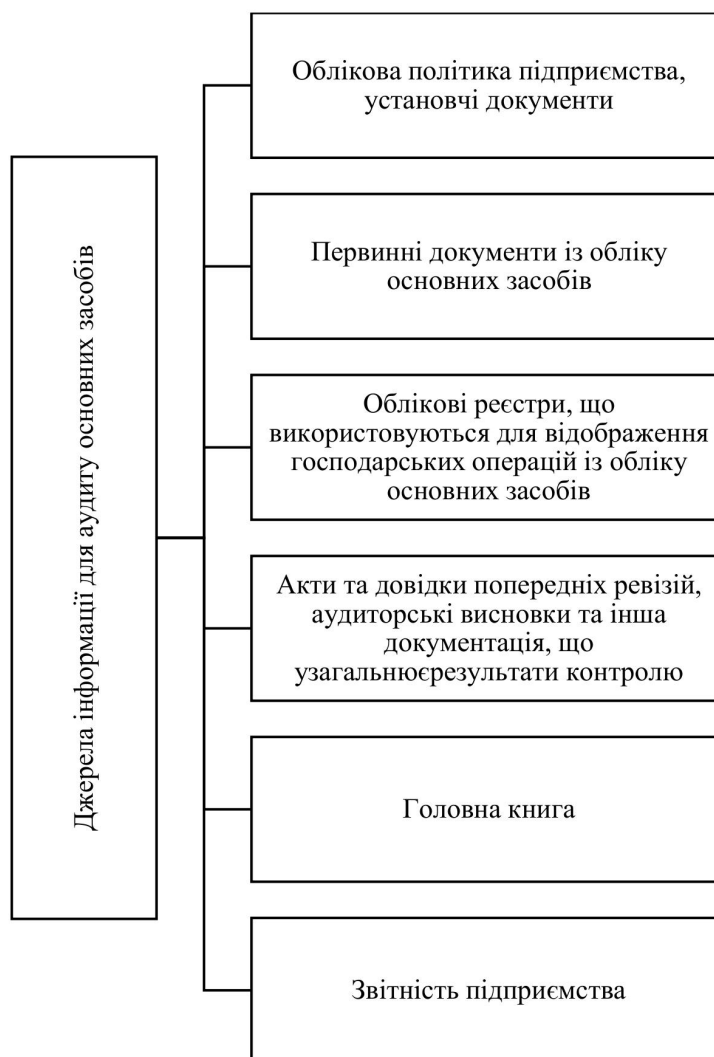 Джерела інформації для аудиту основних засобів
Облікова політика підприємства,
установчі документи
Первинні документи із обліку
основних засобів
Облікові реєстри, що
використовуються для відображення
господарських операцій із обліку
основних засобів
Акти та довідки попередніх ревізій,
аудиторські висновки та інша
документація, що
узагальнюєрезультати контролю
Головна книга
Звітність підприємства